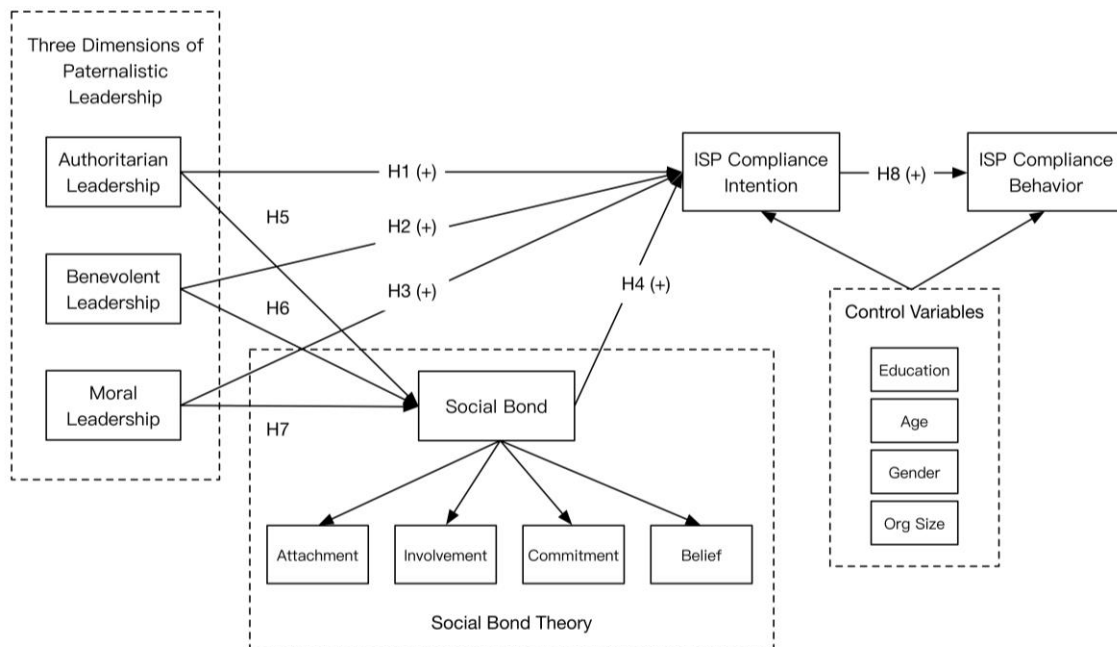 Three Dimensions of
Paternalistic
Leadership
Authoritarian
Leadership
Benevolent
Leadership
Moral
Leadership
H1 (+)
H5
H2 (+)
H3 (+)
H6
H7
H4 (+)
ISP Compliance
Intention
H8 (+)
ISP Compliance
Behavior
Social Bond
Attachment
Involvement
Commitment
Belief
Social Bond Theory
Control Variables
Education
Age
Gender
Org Size